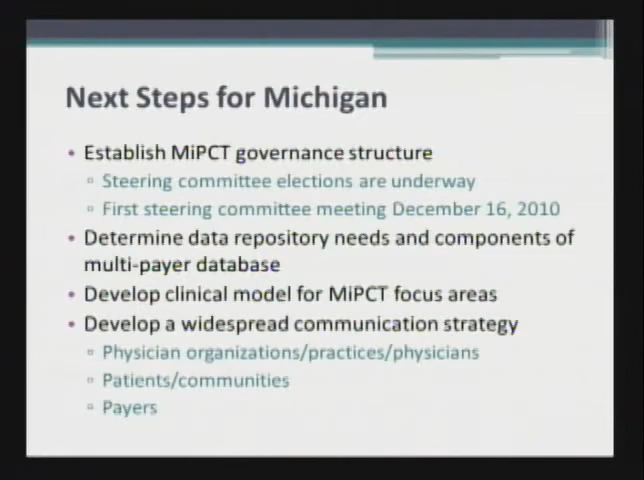 Next Steps for Michigan
• Establish MiPCT governance structure
▫ Steering committee elections are underway
▫ First steering committee meeting December 16, 2010
• Determine data repository needs and components of
multi-payer database
• Develop clinical model for MiPCT focus areas
• Develop a widespread communication strategy
▫ Physician organizations/practices/physicians
▫ Patients/communities
▫ Payers